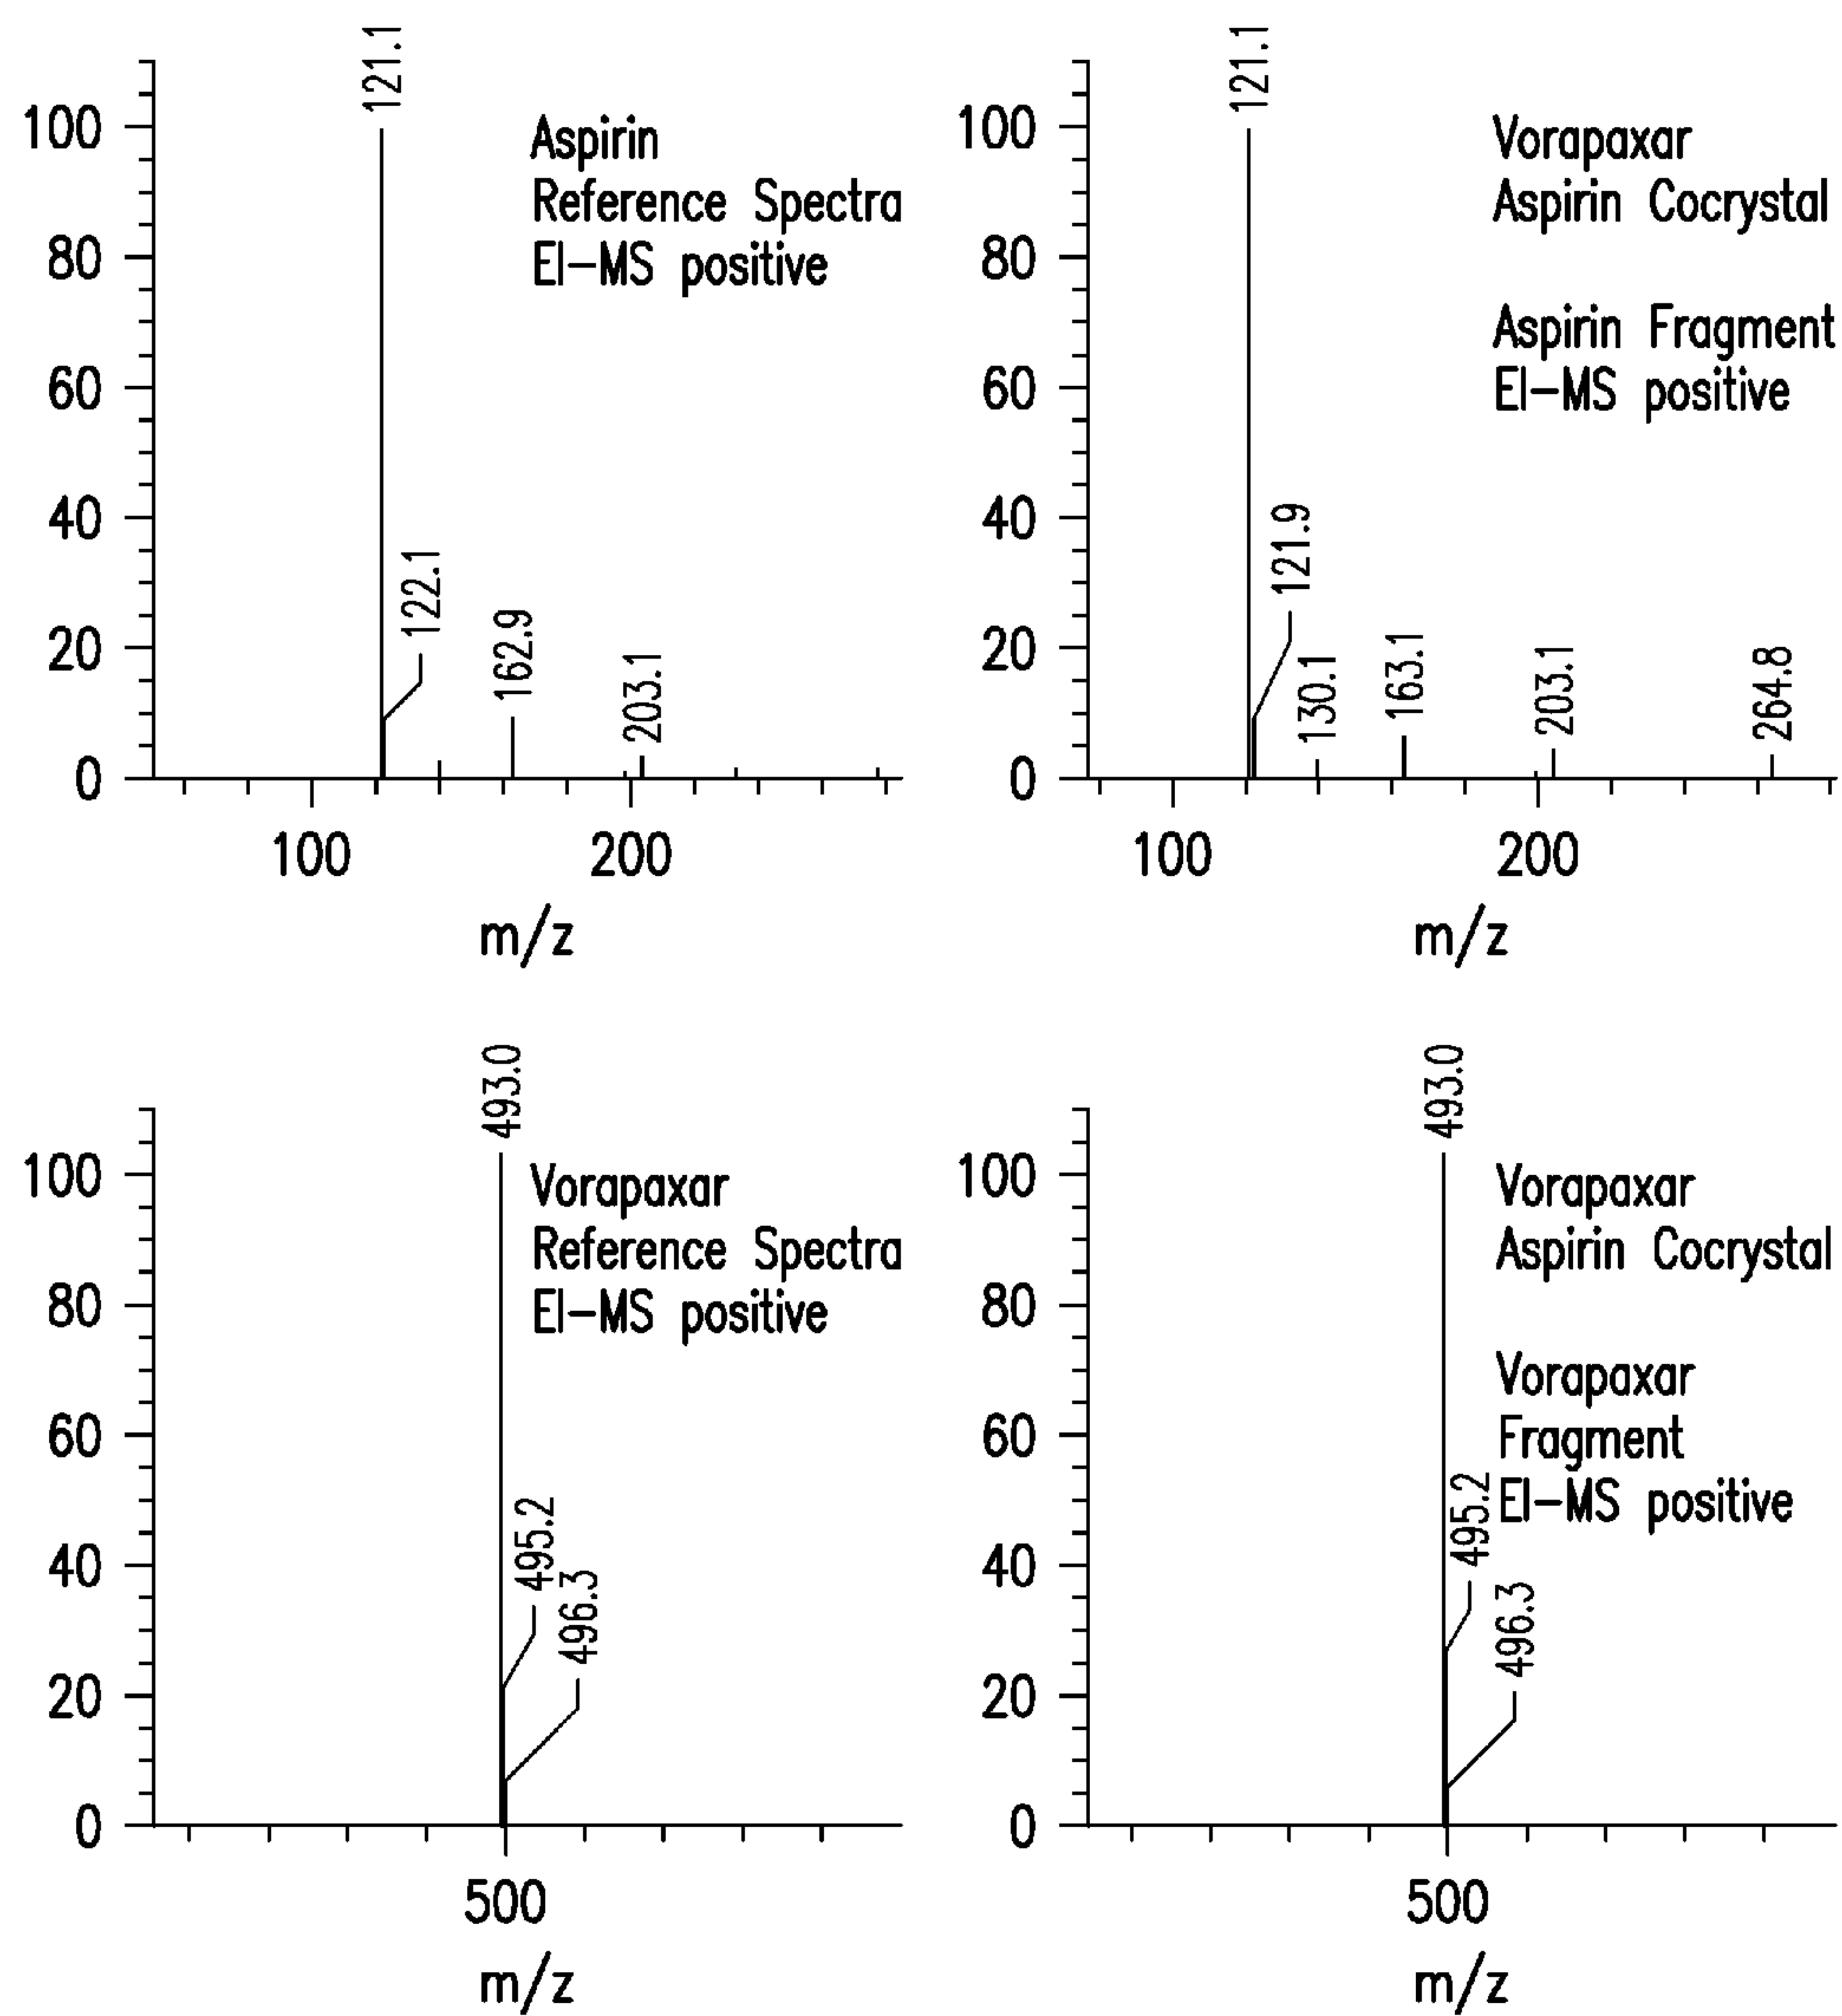 121.1
Aspirin
Reference Spectra
EI-MS positive
122.1
162.9
203.1
100
80
60
40
20
0
100
200
m/z
121.1
Vorapaxar
Aspirin Cocrystal
Aspirin Fragment
EI-MS positive
121.9
130.1
163.1
203.1
264.8
100
80
60
40
20
0
100
200
m/z
493.0
Vorapaxar
Reference Spectra
EI-MS positive
495.2
496.3
100
80
60
40
20
0
500
m/z
493.0
Vorapaxar
Aspirin Cocrystal
Vorapaxar
Fragment
EI-MS positive
495.2
496.3
100
80
60
40
20
0
500
m/z